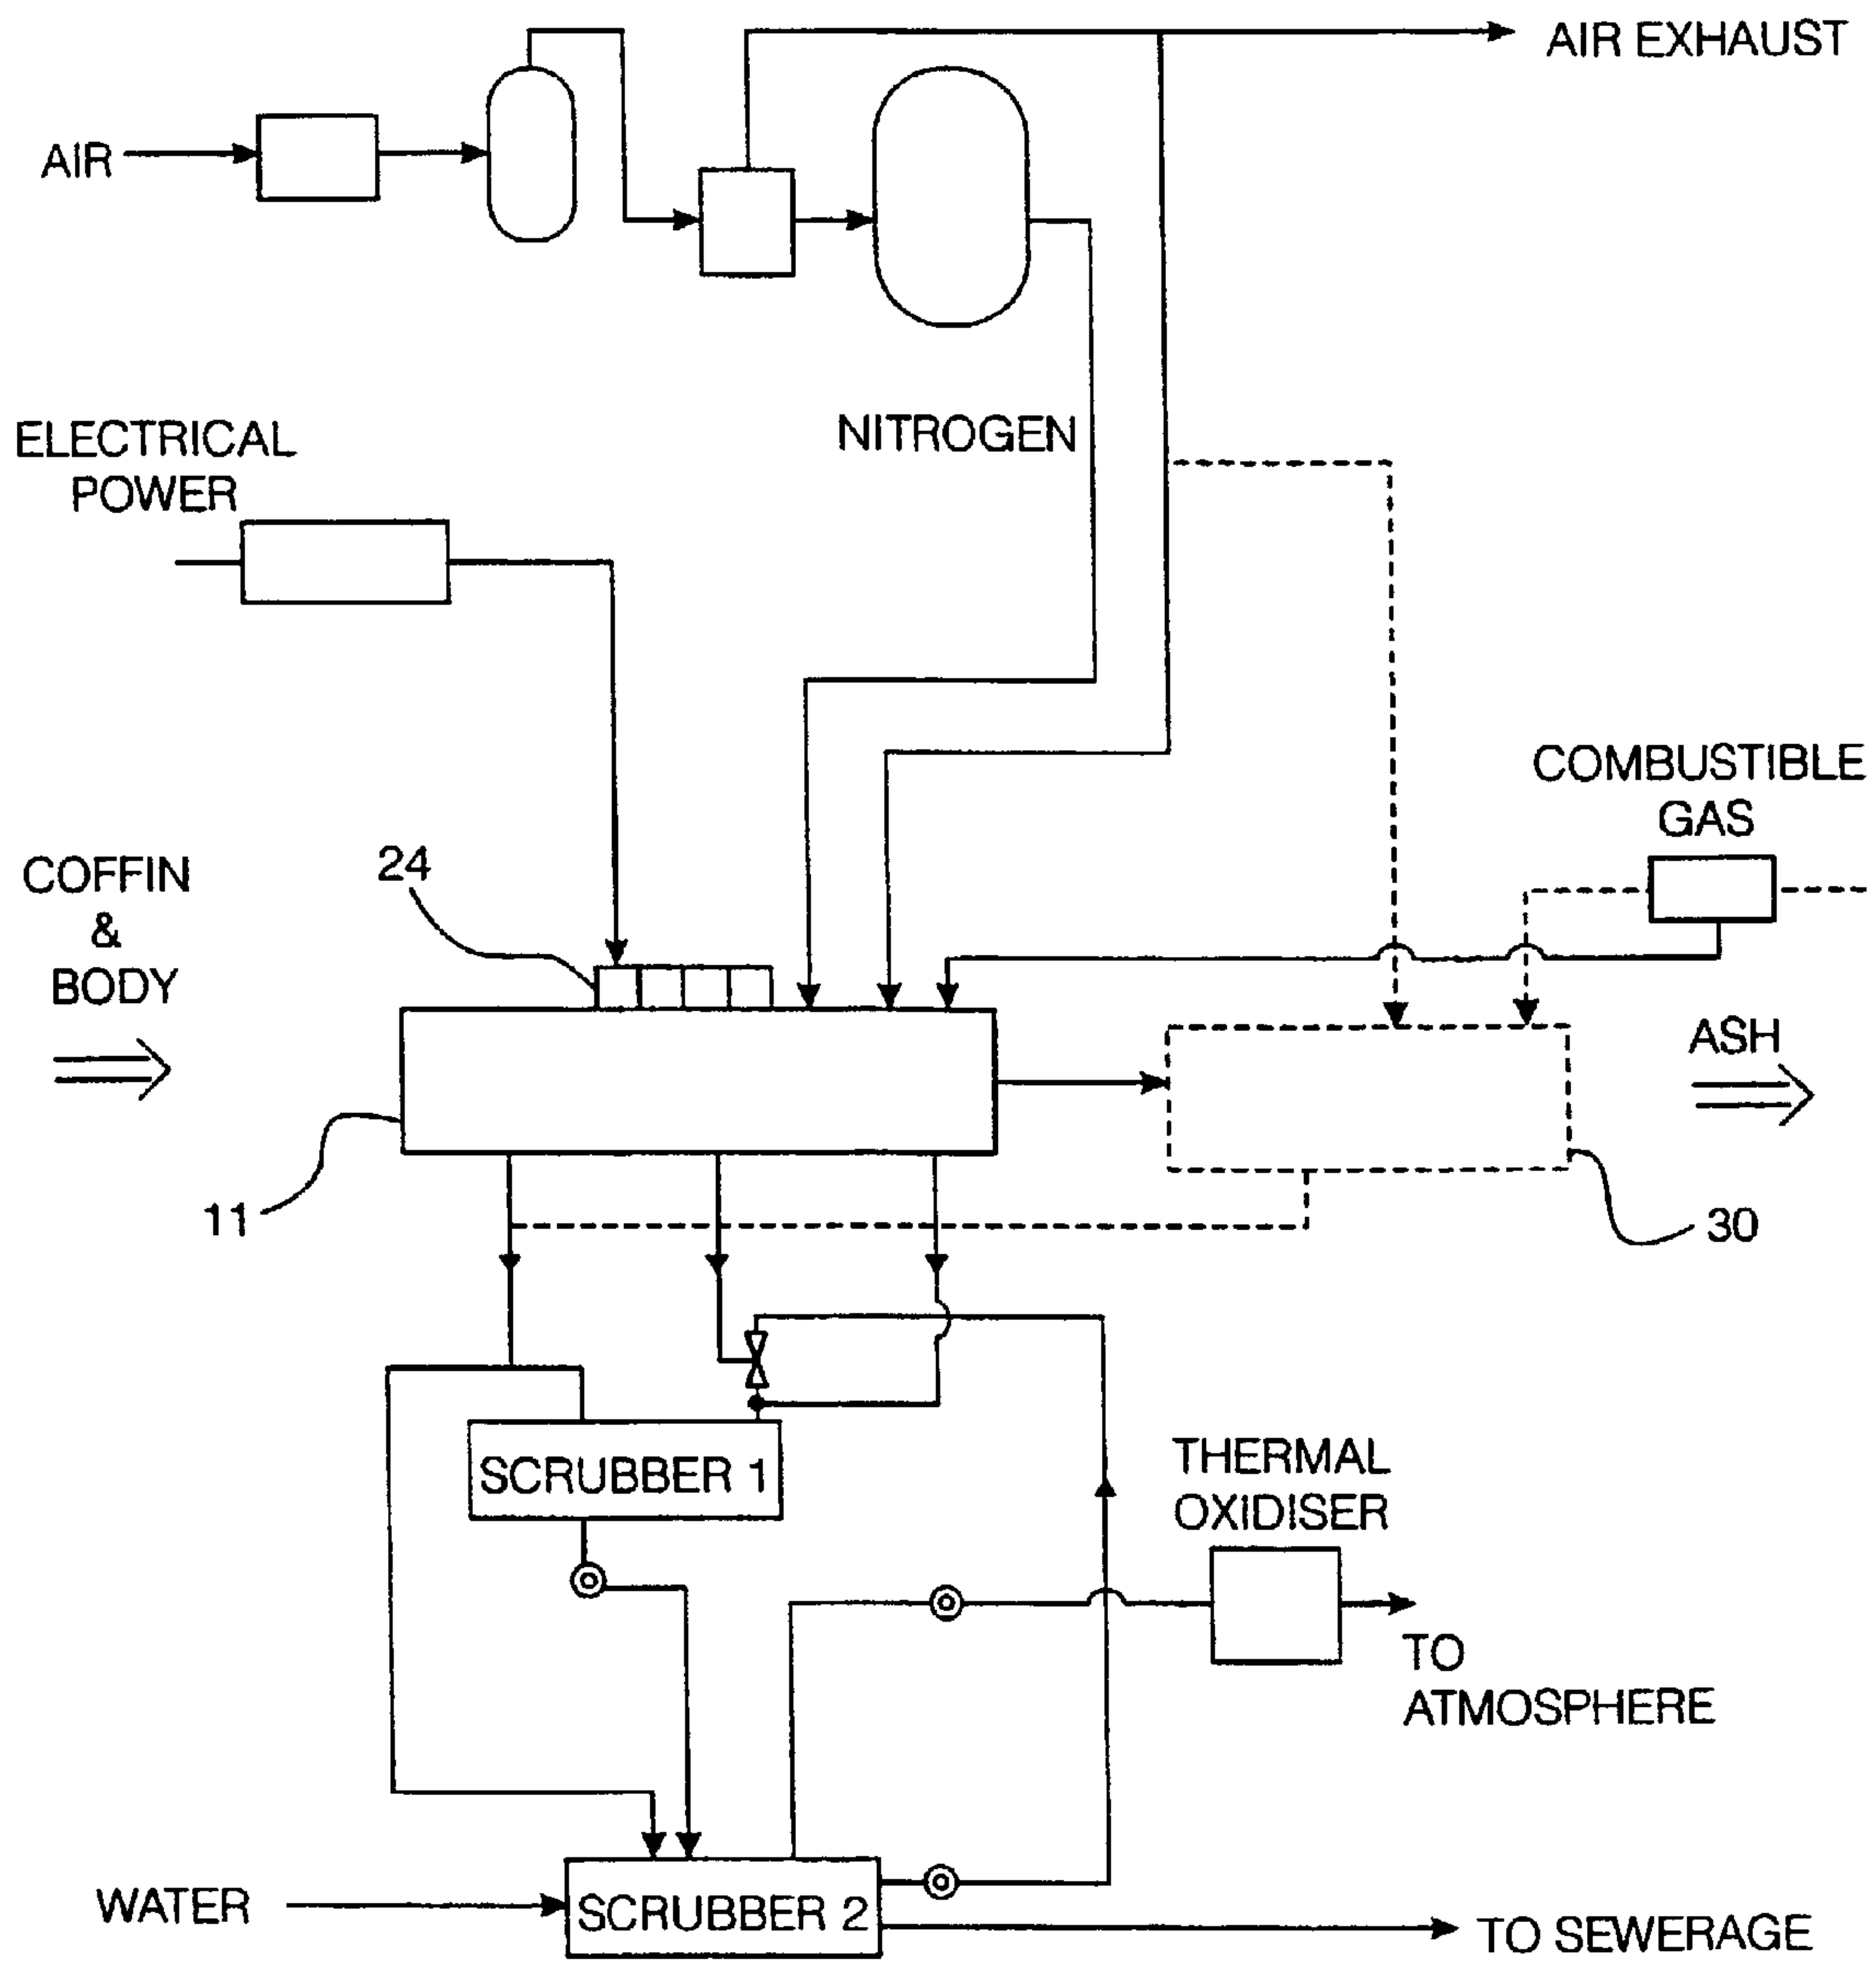 AIR EXHAUST
AIR
ELECTRICAL
POWER
NITROGEN
COMBUSTIBLE
GAS
COFFIN
&
BODY
24
ASH
11
30
SCRUBBER 1
THERMAL
OXIDISER
TO
ATMOSPHERE
WATER
SCRUBBER 2
TO SEWERAGE